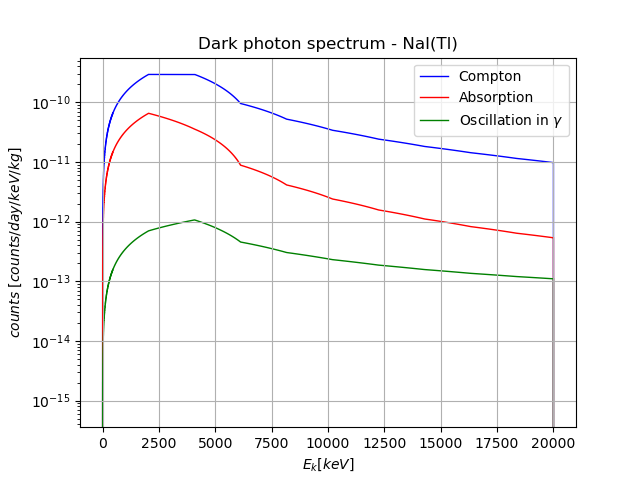 Dark photon spectrum - NaI(Tl)
Compton
Absorption
Oscillation in γ
counts [counts/day/keV/kg]
10⁻¹⁰
10⁻¹¹
10⁻¹²
10⁻¹³
10⁻¹⁴
10⁻¹⁵
0 2500 5000 7500 10000 12500 15000 17500 20000
E_k[keV]